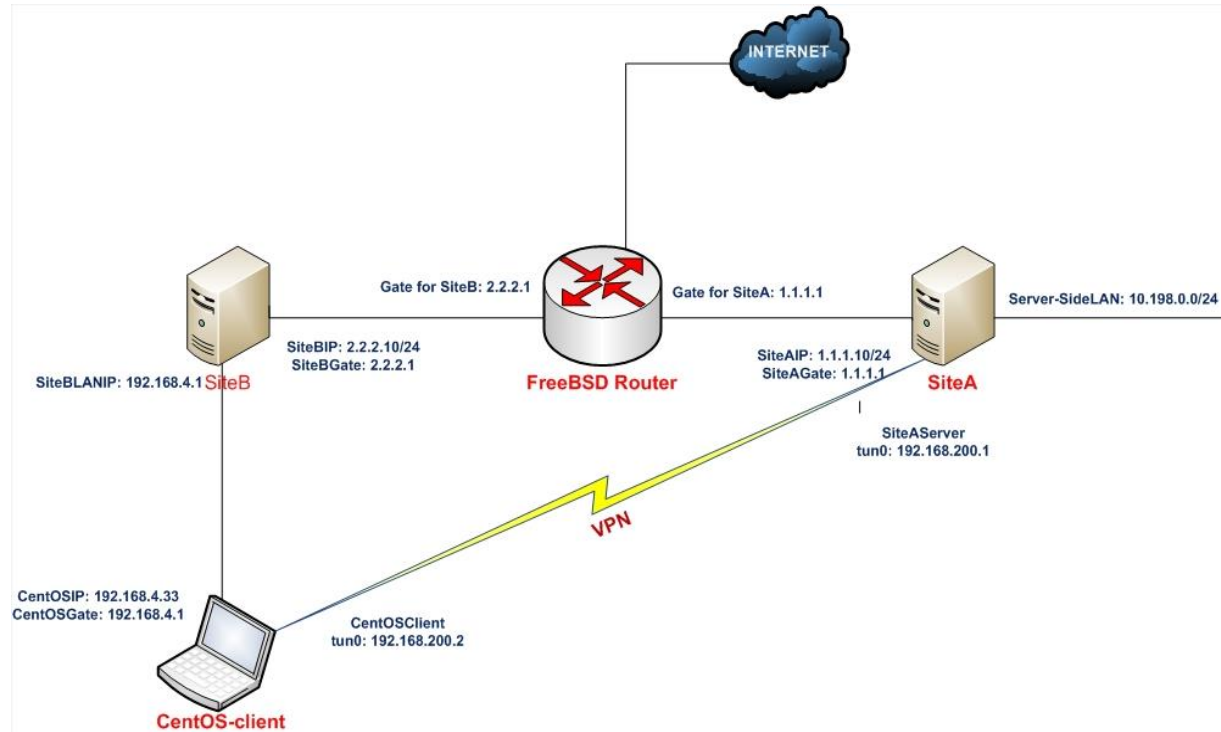 INTERNET
Gate for SiteB: 2.2.2.1
Gate for SiteA: 1.1.1.1
Server-SideLAN: 10.198.0.0/24
SiteBIP: 2.2.2.10/24
SiteBGate: 2.2.2.1
SiteBLANIP: 192.168.4.1
SiteB
FreeBSD Router
SiteAIP: 1.1.1.10/24
SiteAGate: 1.1.1.1
SiteA
SiteAServer
tun0: 192.168.200.1
VPN
CentOSIP: 192.168.4.33
CentOSGate: 192.168.4.1
CentOSClient
tun0: 192.168.200.2
CentOS-client